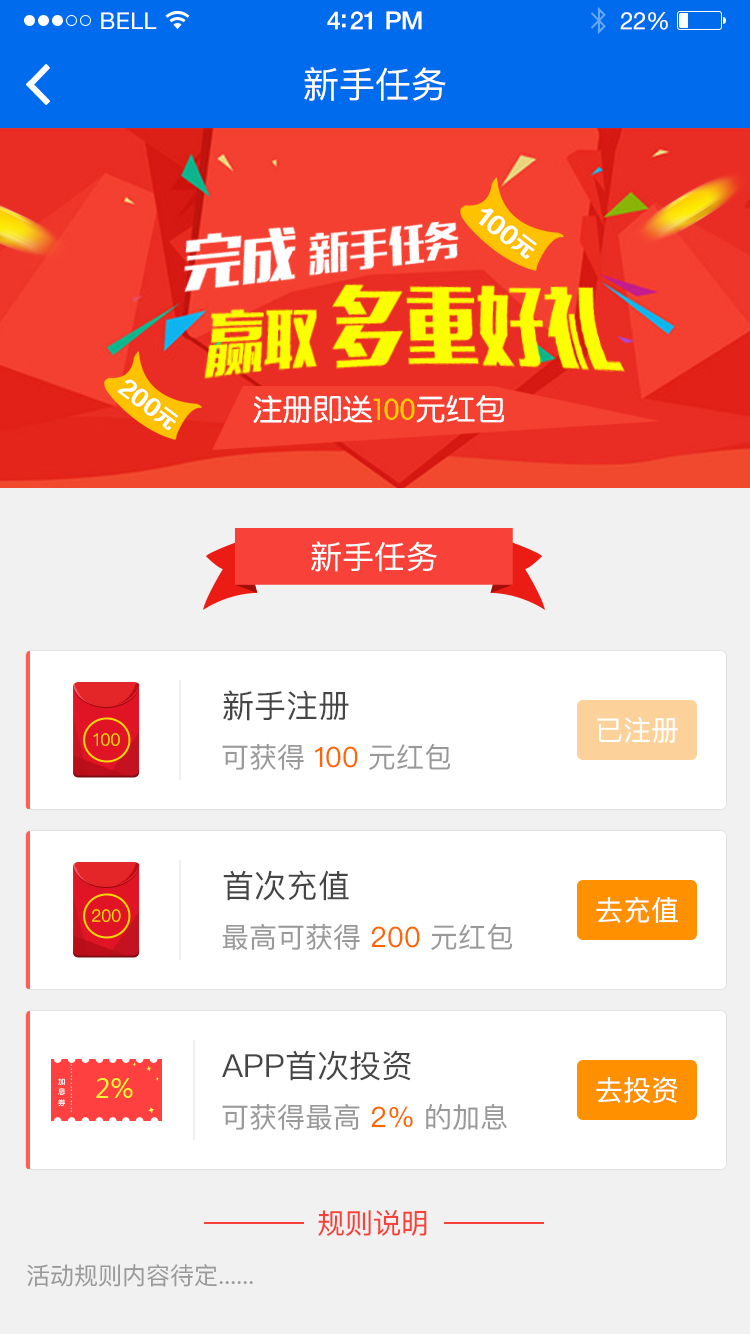 BELL 4:21 PM 22%
新手任务
完成 新手任务
100元
赢取 多重好礼
200元
注册即送100元红包
新手任务
100
新手注册
可获得 100 元红包
已注册
200
首次充值
最高可获得 200 元红包
去充值
加息券
2%
APP首次投资
可获得最高 2% 的加息
去投资
规则说明
活动规则内容待定......